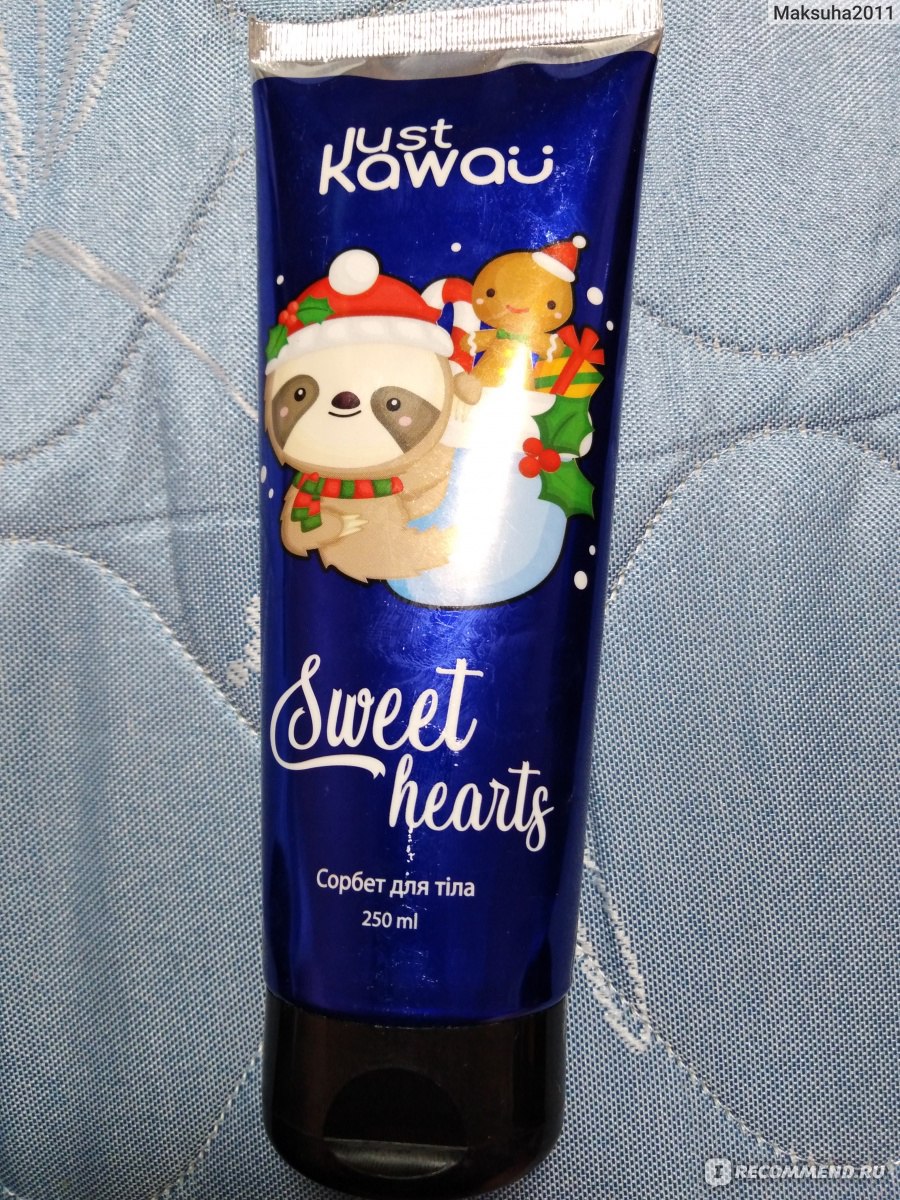 Maksuha2011
Just
Kawaii
Sweet
hearts
Сорбет для тіла
250 ml
RECOMMEND.RU